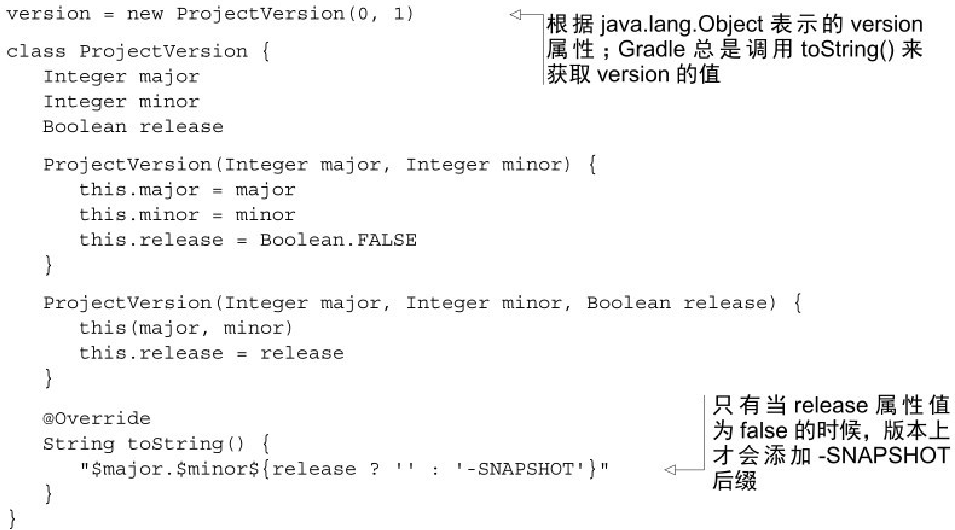 version = new ProjectVersion(0, 1)
根据 java.lang.Object 表示的 version
属性；Gradle 总是调用 toString() 来
获取 version 的值
class ProjectVersion {
   Integer major
   Integer minor
   Boolean release
   ProjectVersion(Integer major, Integer minor) {
      this.major = major
      this.minor = minor
      this.release = Boolean.FALSE
   }
   ProjectVersion(Integer major, Integer minor, Boolean release) {
      this(major, minor)
      this.release = release
   }
   @Override
   String toString() {
      "$major.$minor${release ? '' : '-SNAPSHOT'}"
   }
}
只有当 release 属性值
为 false 的时候，版本上
才会添加 -SNAPSHOT
后缀